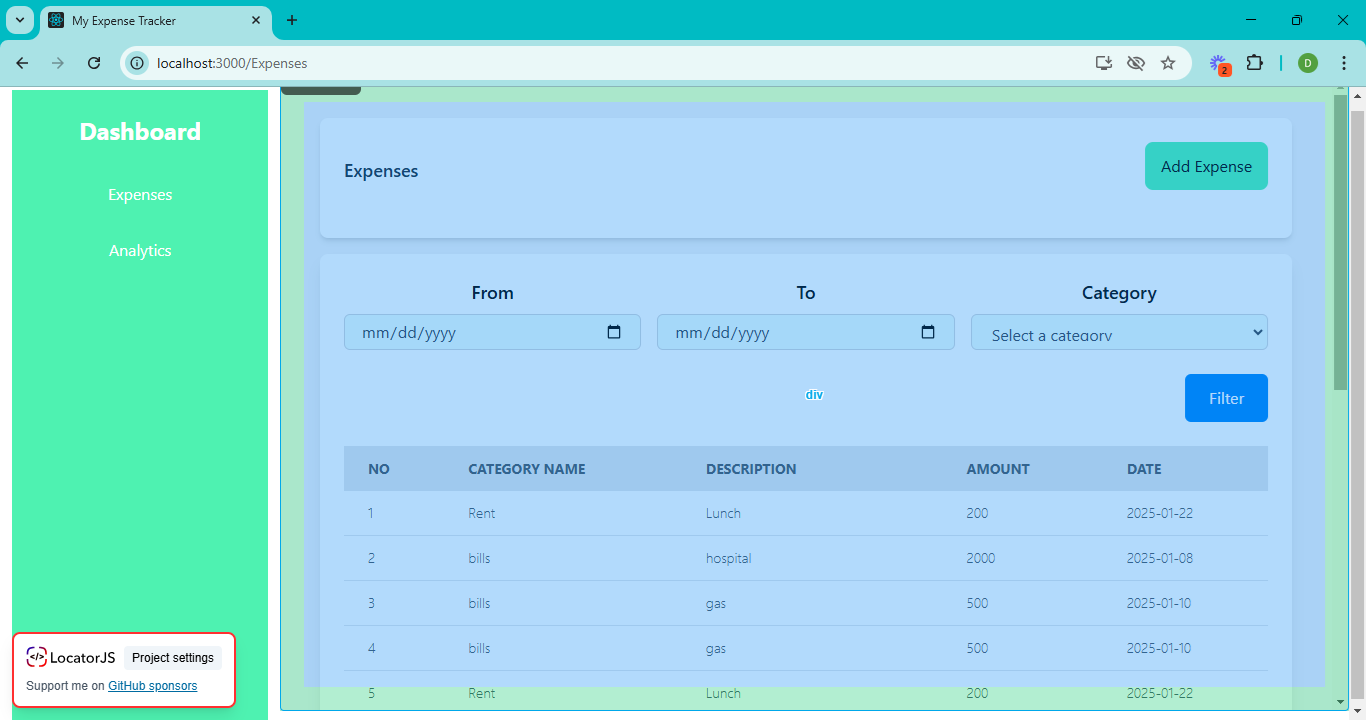 My Expense Tracker
localhost:3000/Expenses
2
D
Dashboard
Expenses
Analytics
Expenses
Add Expense
From
To
Category
mm/dd/yyyy
mm/dd/yyyy
Select a category
div
Filter
NO CATEGORY NAME DESCRIPTION AMOUNT DATE
1 Rent Lunch 200 2025-01-22
2 bills hospital 2000 2025-01-08
3 bills gas 500 2025-01-10
4 bills gas 500 2025-01-10
5 Rent Lunch 200 2025-01-22
</> LocatorJS Project settings
Support me on GitHub sponsors